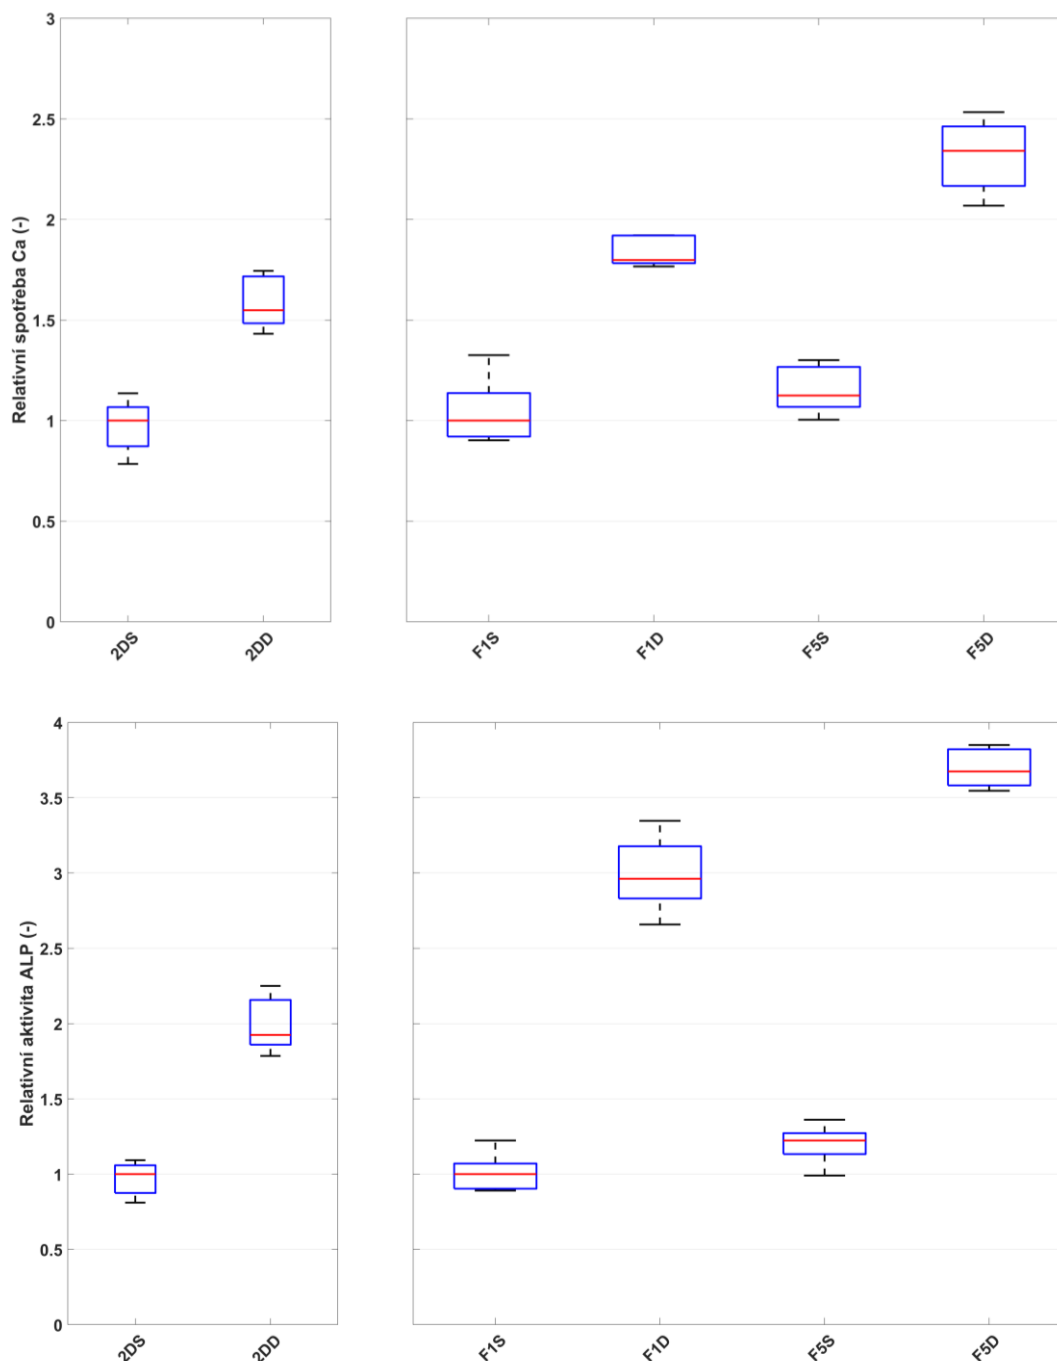 Relativní spotřeba Ca (-)
3
2.5
2
1.5
1
0.5
0
2DS
2DD
F1S
F1D
F5S
F5D
Relativní aktivita ALP (-)
4
3.5
3
2.5
2
1.5
1
0.5
0
2DS
2DD
F1S
F1D
F5S
F5D